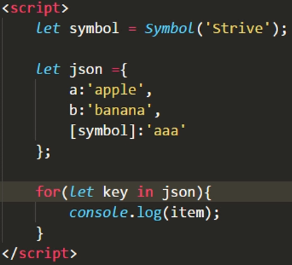 <script>
let symbol = Symbol('Strive');
let json ={
a:'apple',
b:'banana',
[symbol]:'aaa'
};
for(let key in json){
console.log(item);
}
</script>